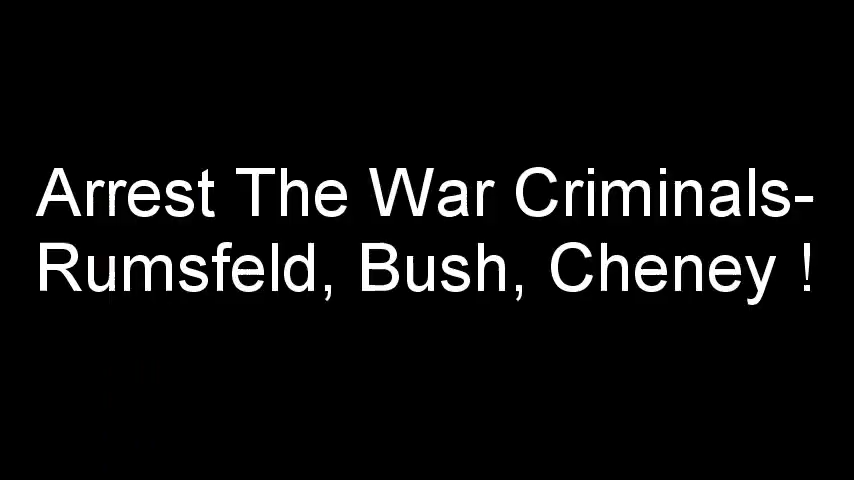 Arrest The War Criminals-
Rumsfeld, Bush, Cheney !